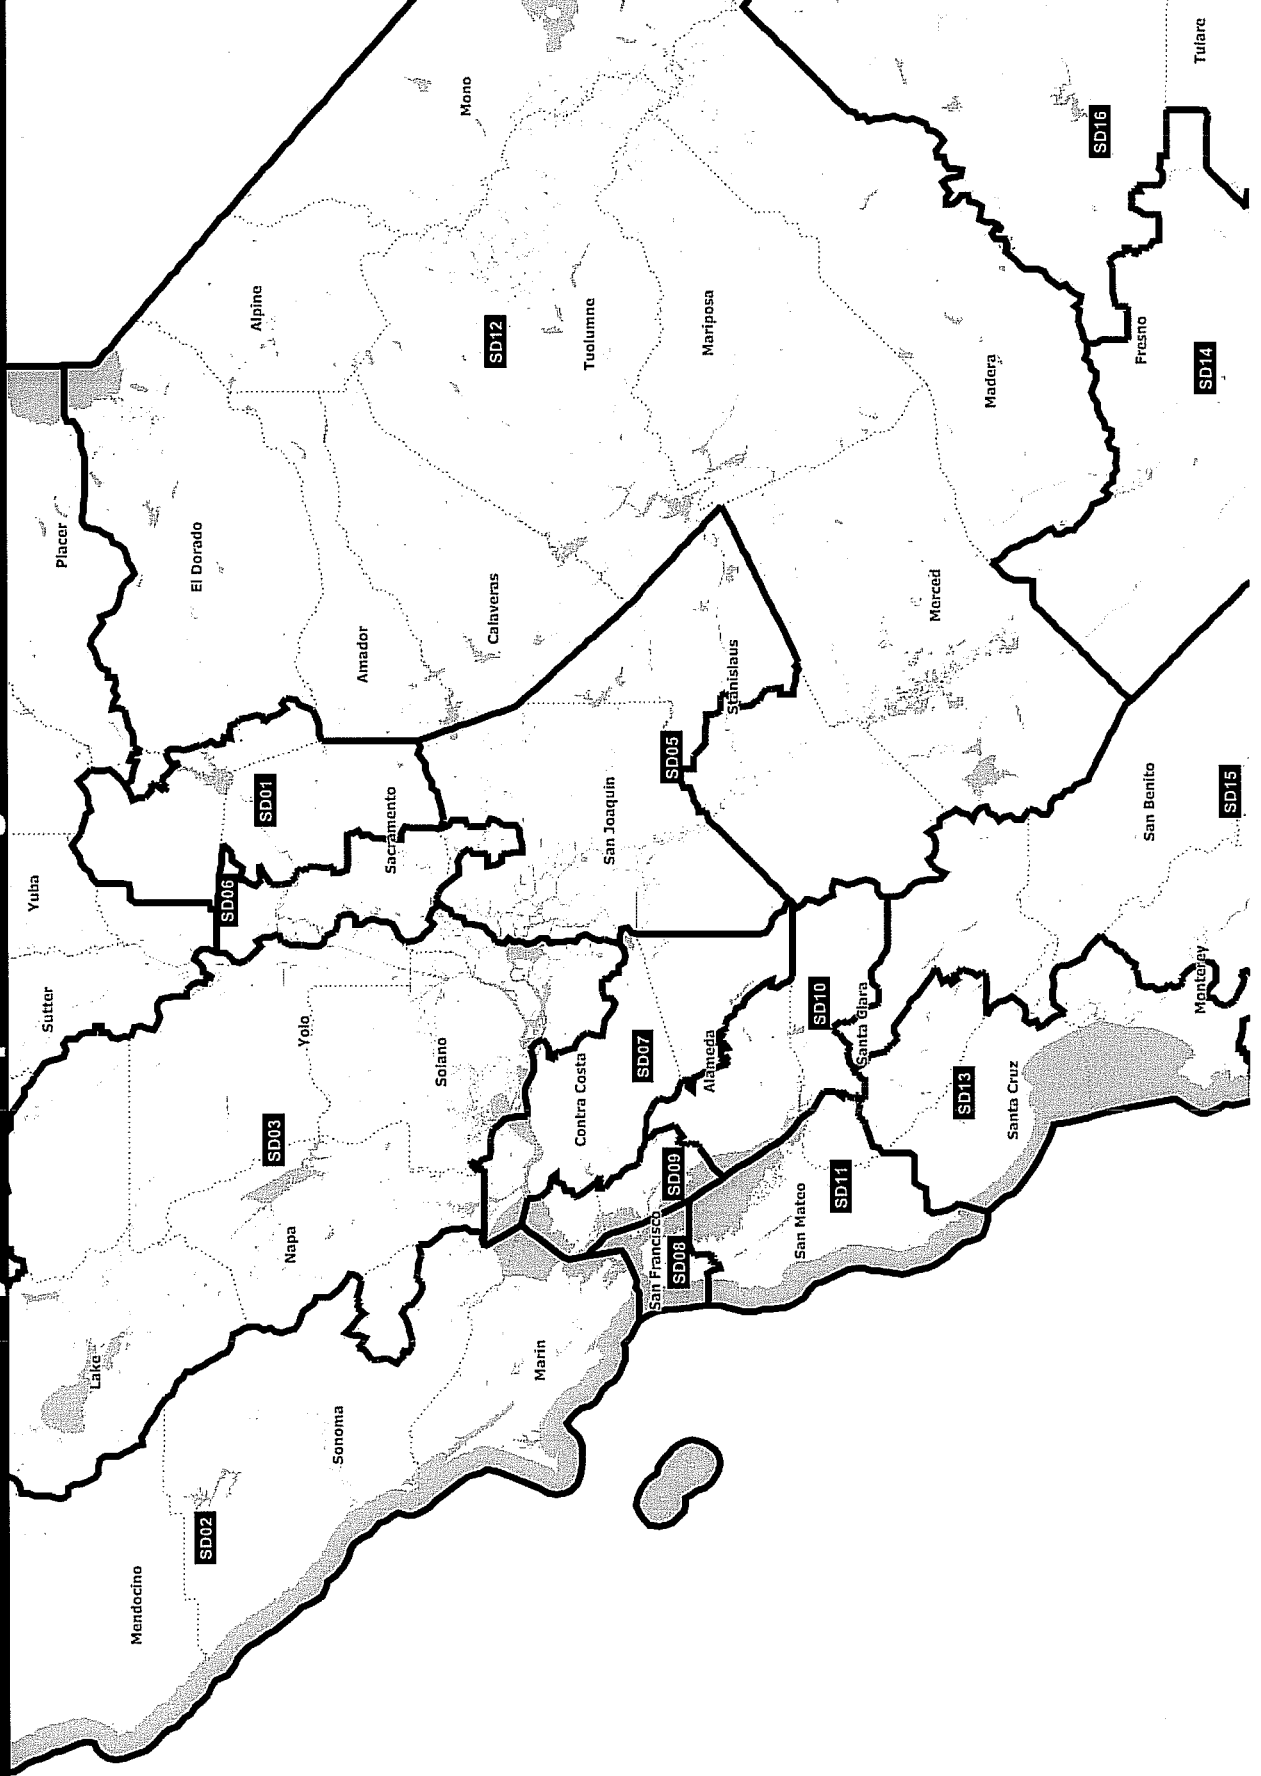 Yuba
Sutter
Placer
Lake
Mendocino
El Dorado
SD02
SD06
Alpine
SD01
SD03
Napa
Yolo
Sonoma
Amador
Sacramento
Solano
Mono
Calaveras
SD12
Marin
Contra Costa
Tuolumne
San Joaquin
SD07
San Francisco
SD08
SD09
SD05
Alameda
Mariposa
Stanislaus
San Mateo
SD10
SD11
Santa Clara
Merced
SD13
Madera
Santa Cruz
SD16
San Benito
Fresno
Monterey
Tulare
SD14
SD15